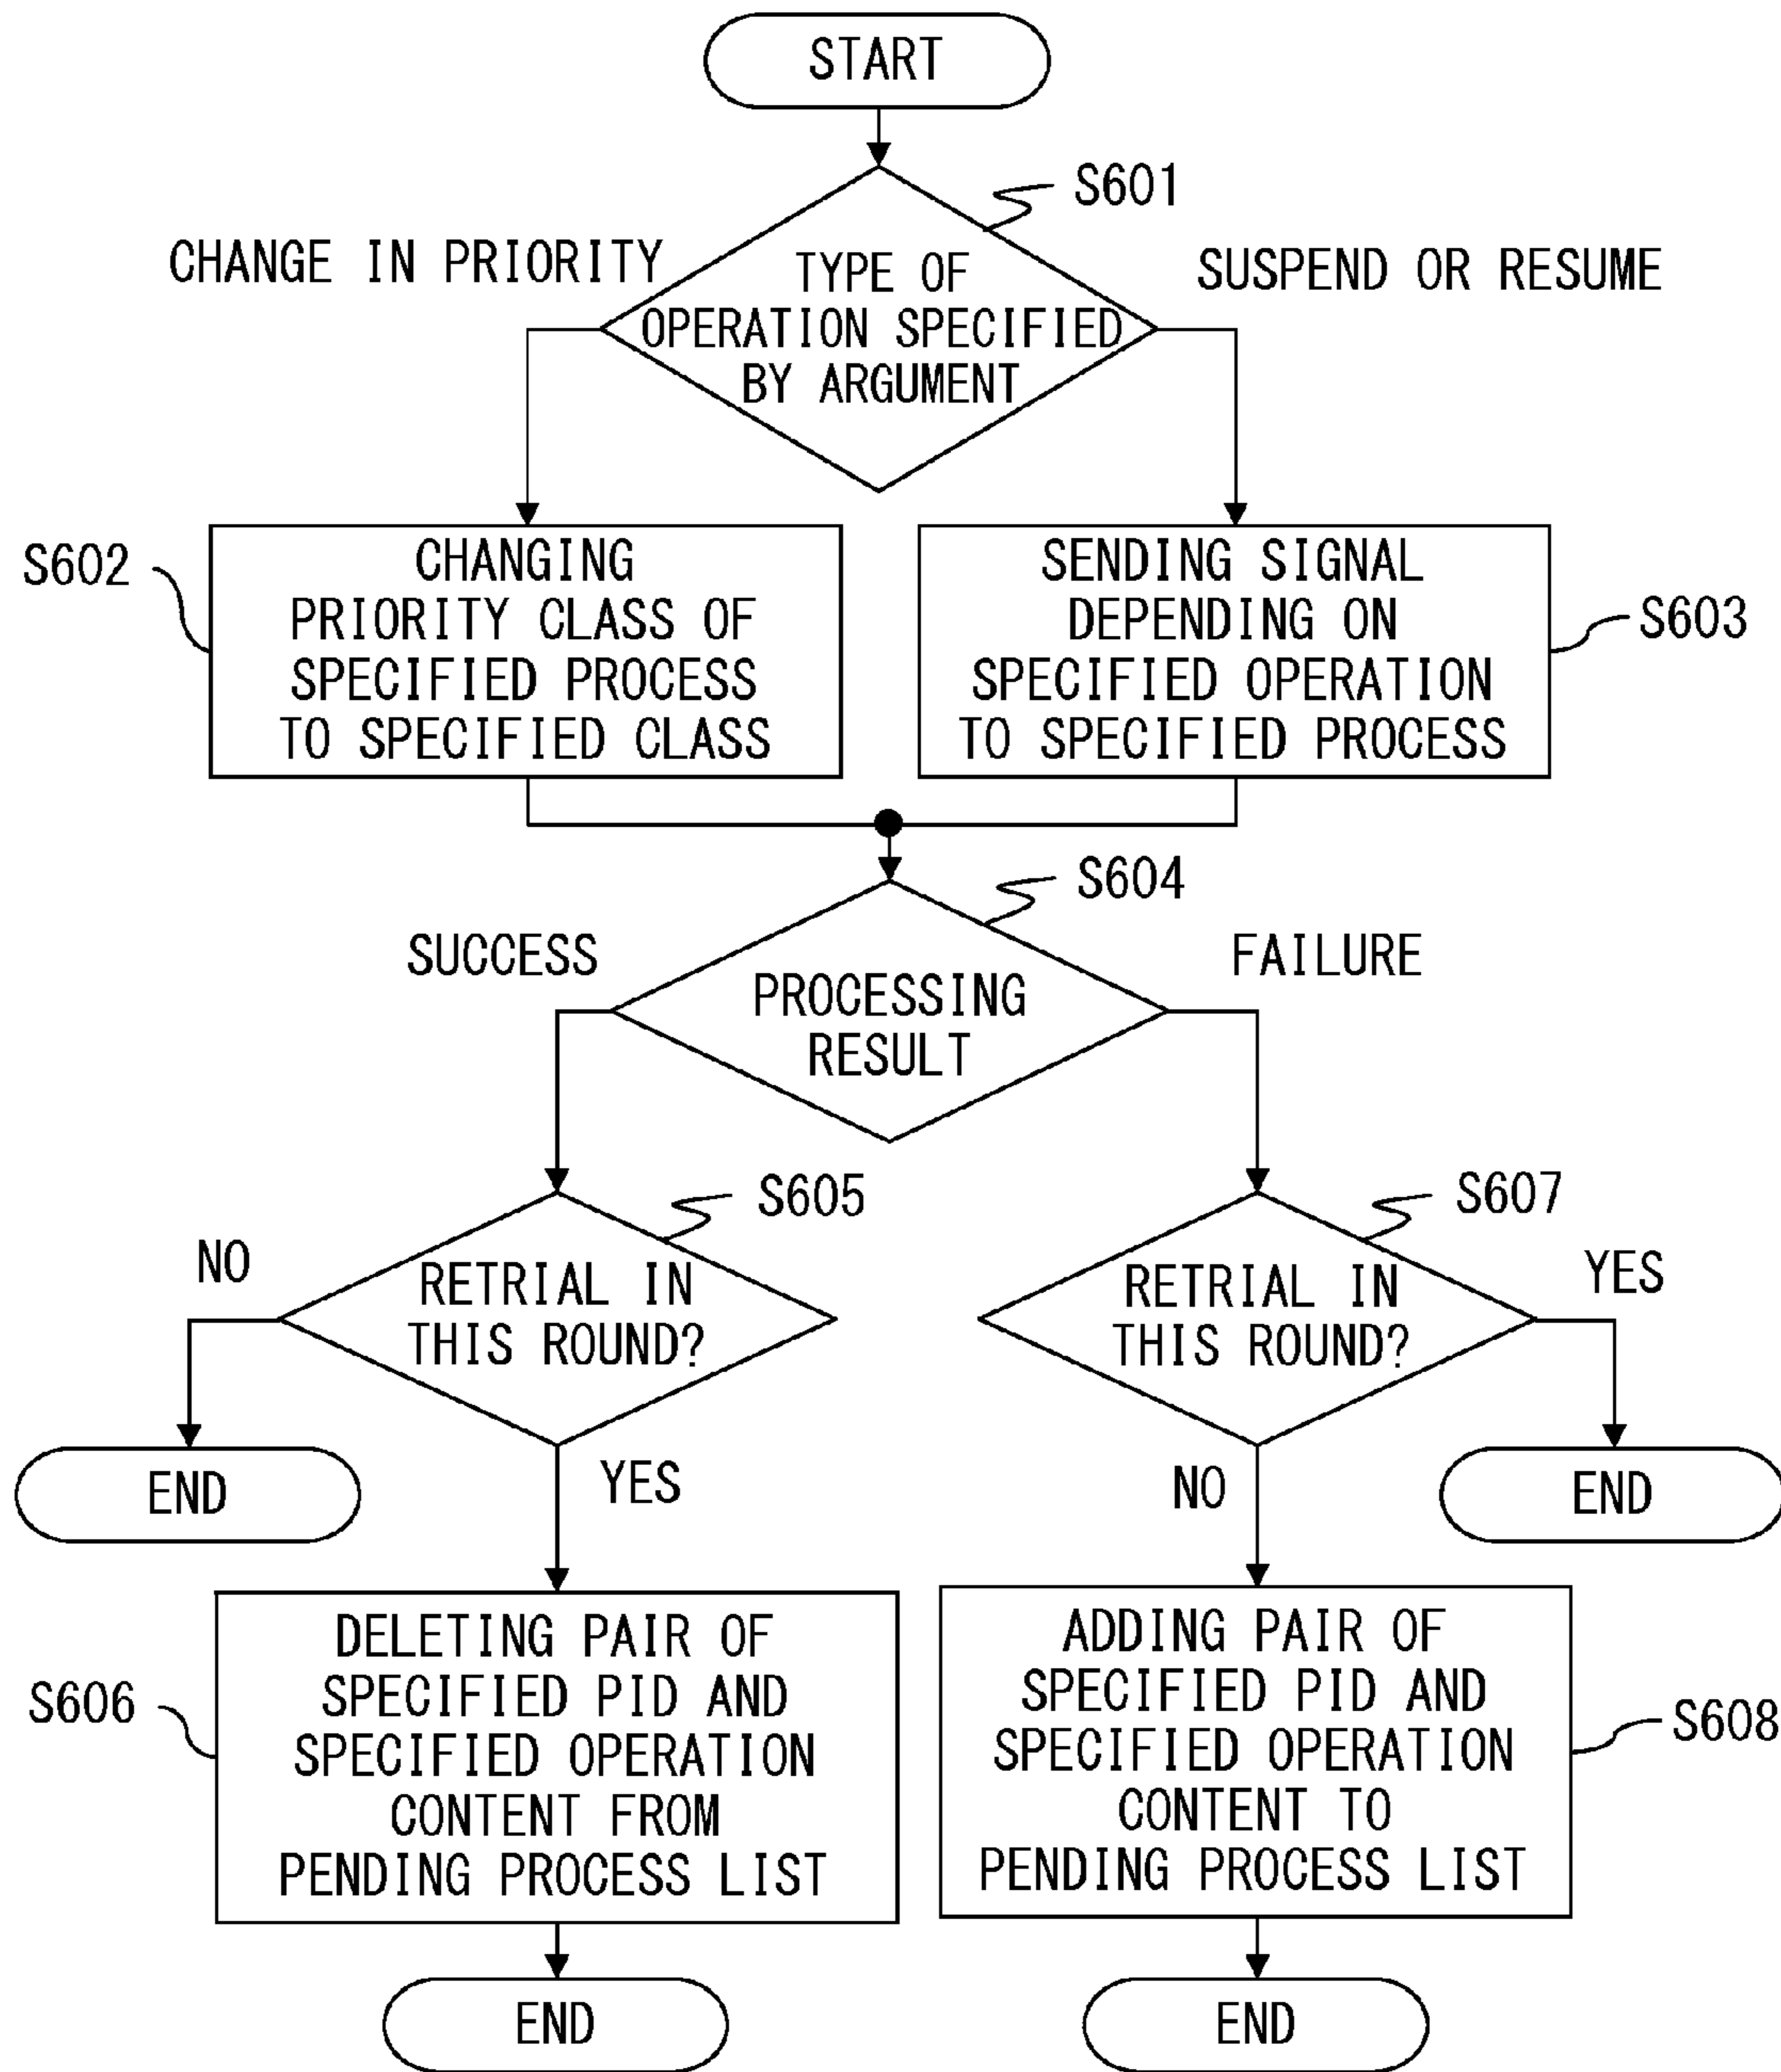 START
S601
CHANGE IN PRIORITY
SUSPEND OR RESUME
TYPE OF
OPERATION SPECIFIED
BY ARGUMENT
S602
CHANGING
PRIORITY CLASS OF
SPECIFIED PROCESS
TO SPECIFIED CLASS
SENDING SIGNAL
DEPENDING ON
SPECIFIED OPERATION
TO SPECIFIED PROCESS
S603
S604
SUCCESS
FAILURE
PROCESSING
RESULT
S605
S607
NO
RETRIAL IN
THIS ROUND?
RETRIAL IN
THIS ROUND?
YES
END
YES
NO
END
S606
DELETING PAIR OF
SPECIFIED PID AND
SPECIFIED OPERATION
CONTENT FROM
PENDING PROCESS LIST
ADDING PAIR OF
SPECIFIED PID AND
SPECIFIED OPERATION
CONTENT TO
PENDING PROCESS LIST
S608
END
END